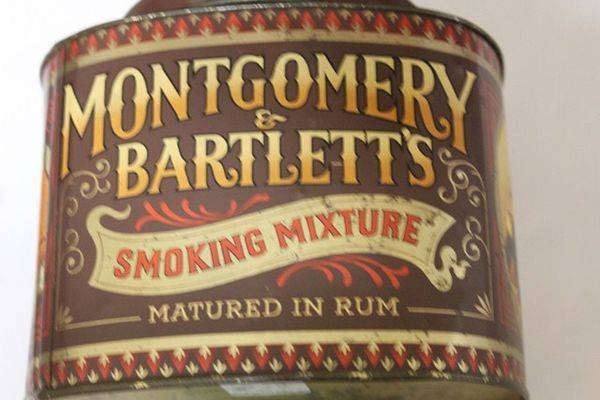 MONTGOMERY
&
BARTLETT'S
SMOKING MIXTURE
MATURED IN RUM